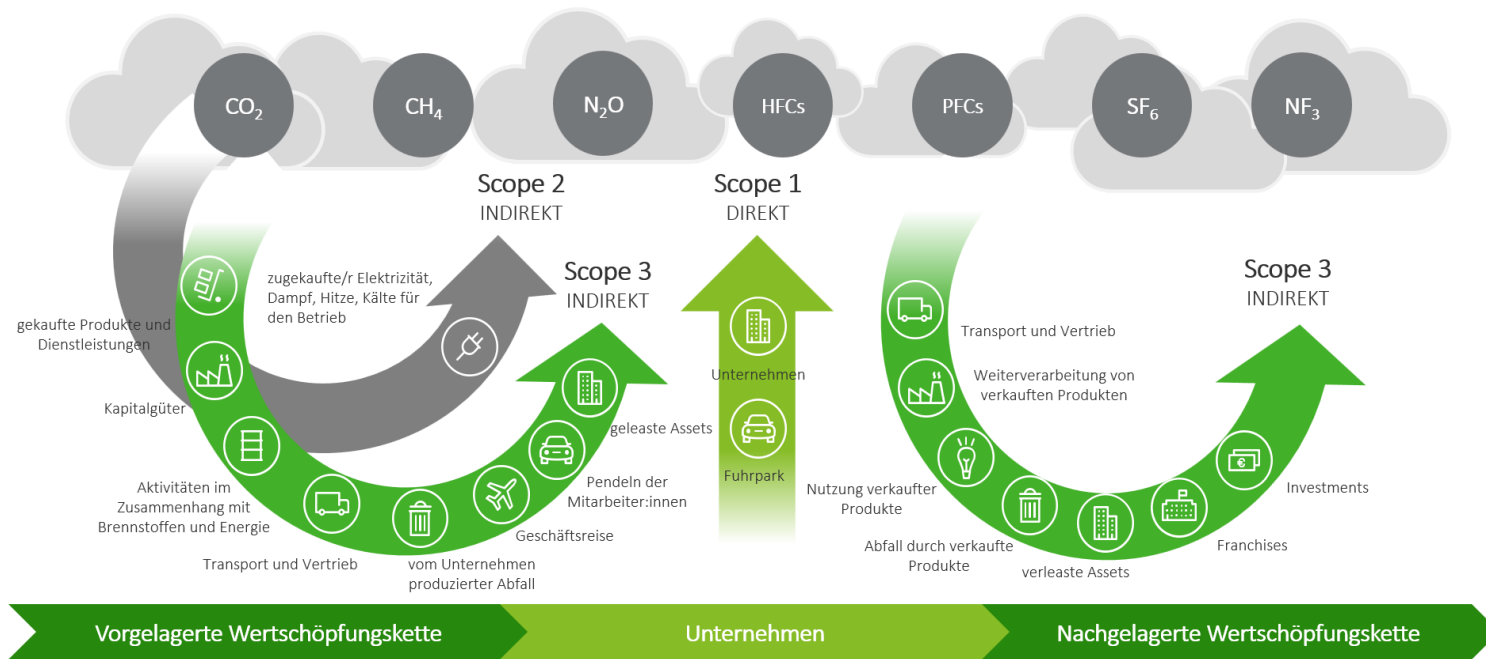 CO₂
CH₄
N₂O
HFCs
PFCs
SF₆
NF₃
Scope 2
INDIREKT
zugekaufte/r Elektrizität,
Dampf, Hitze, Kälte für
den Betrieb
Scope 3
INDIREKT
gekaufte Produkte und
Dienstleistungen
Kapitalgüter
Aktivitäten im
Zusammenhang mit
Brennstoffen und Energie
Transport und Vertrieb
vom Unternehmen
produzierter Abfall
Geschäftsreise
Pendeln der
Mitarbeiter:innen
geleaste Assets
Scope 1
DIREKT
Unternehmen
Fuhrpark
Scope 3
INDIREKT
Transport und Vertrieb
Weiterverarbeitung von
verkauften Produkten
Nutzung verkaufter
Produkte
Abfall durch verkaufte
Produkte
verleaste Assets
Franchises
€
Investments
Vorgelagerte Wertschöpfungskette
Unternehmen
Nachgelagerte Wertschöpfungskette